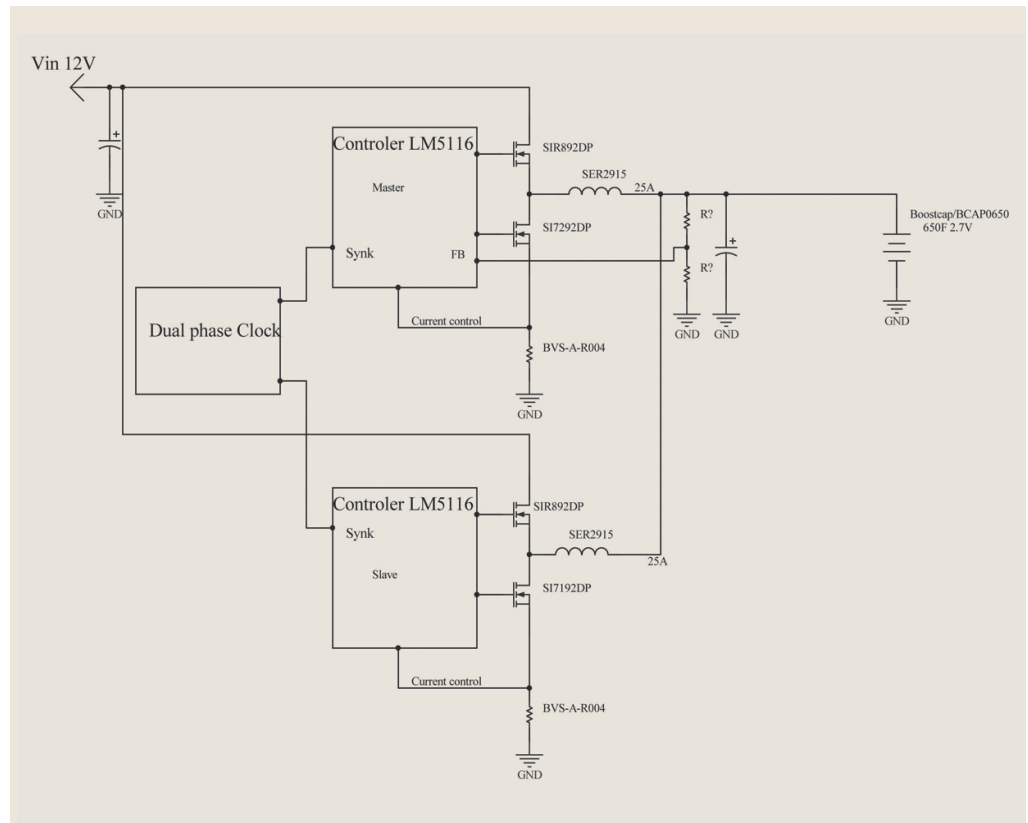 Vin 12V
GND
Controler LM5116
Master
Synk
FB
Current control
SIR892DP
SI7292DP
SER2915
25A
BVS-A-R004
GND
R?
R?
GND
GND
Boostcap/BCAP0650
650F 2.7V
GND
Dual phase Clock
Controler LM5116
Synk
Slave
Current control
SIR892DP
SER2915
25A
SI7192DP
BVS-A-R004
GND